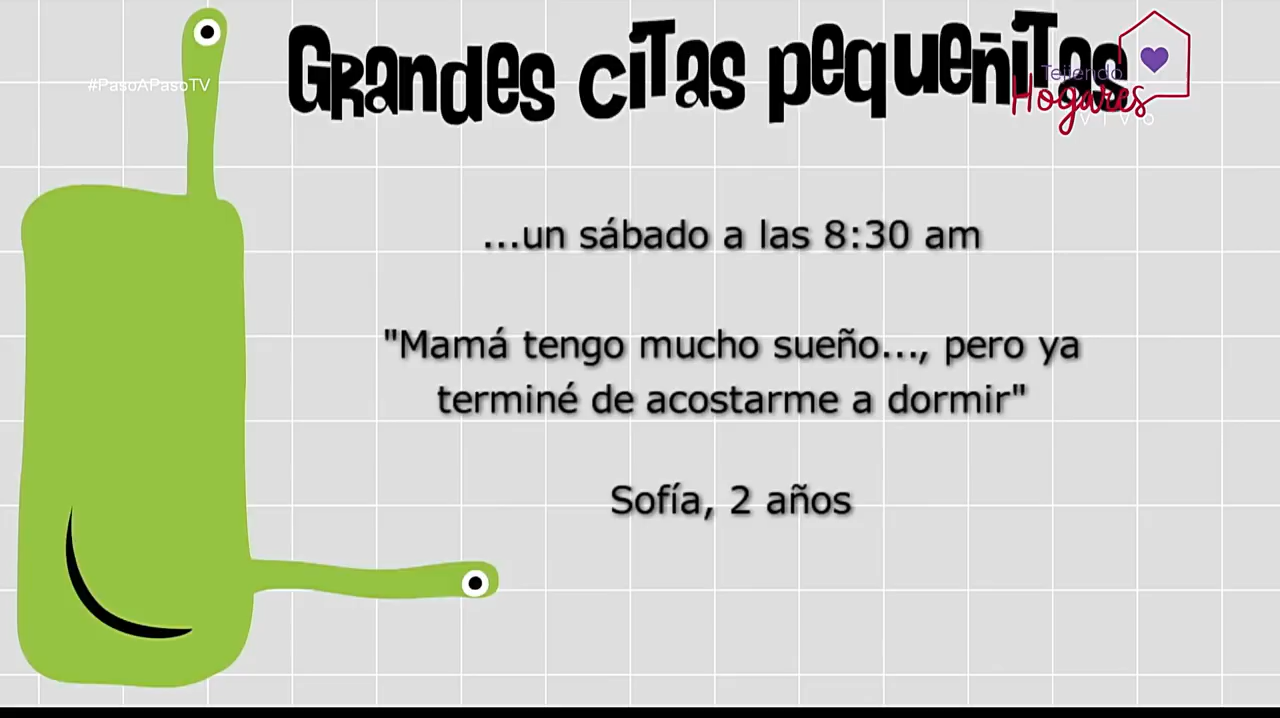 Grandes citas pequeñitas
#PasoAPasoTV
Tejiendo
Hogares
VIVO
...un sábado a las 8:30 am
"Mamá tengo mucho sueño..., pero ya
terminé de acostarme a dormir"
Sofía, 2 años